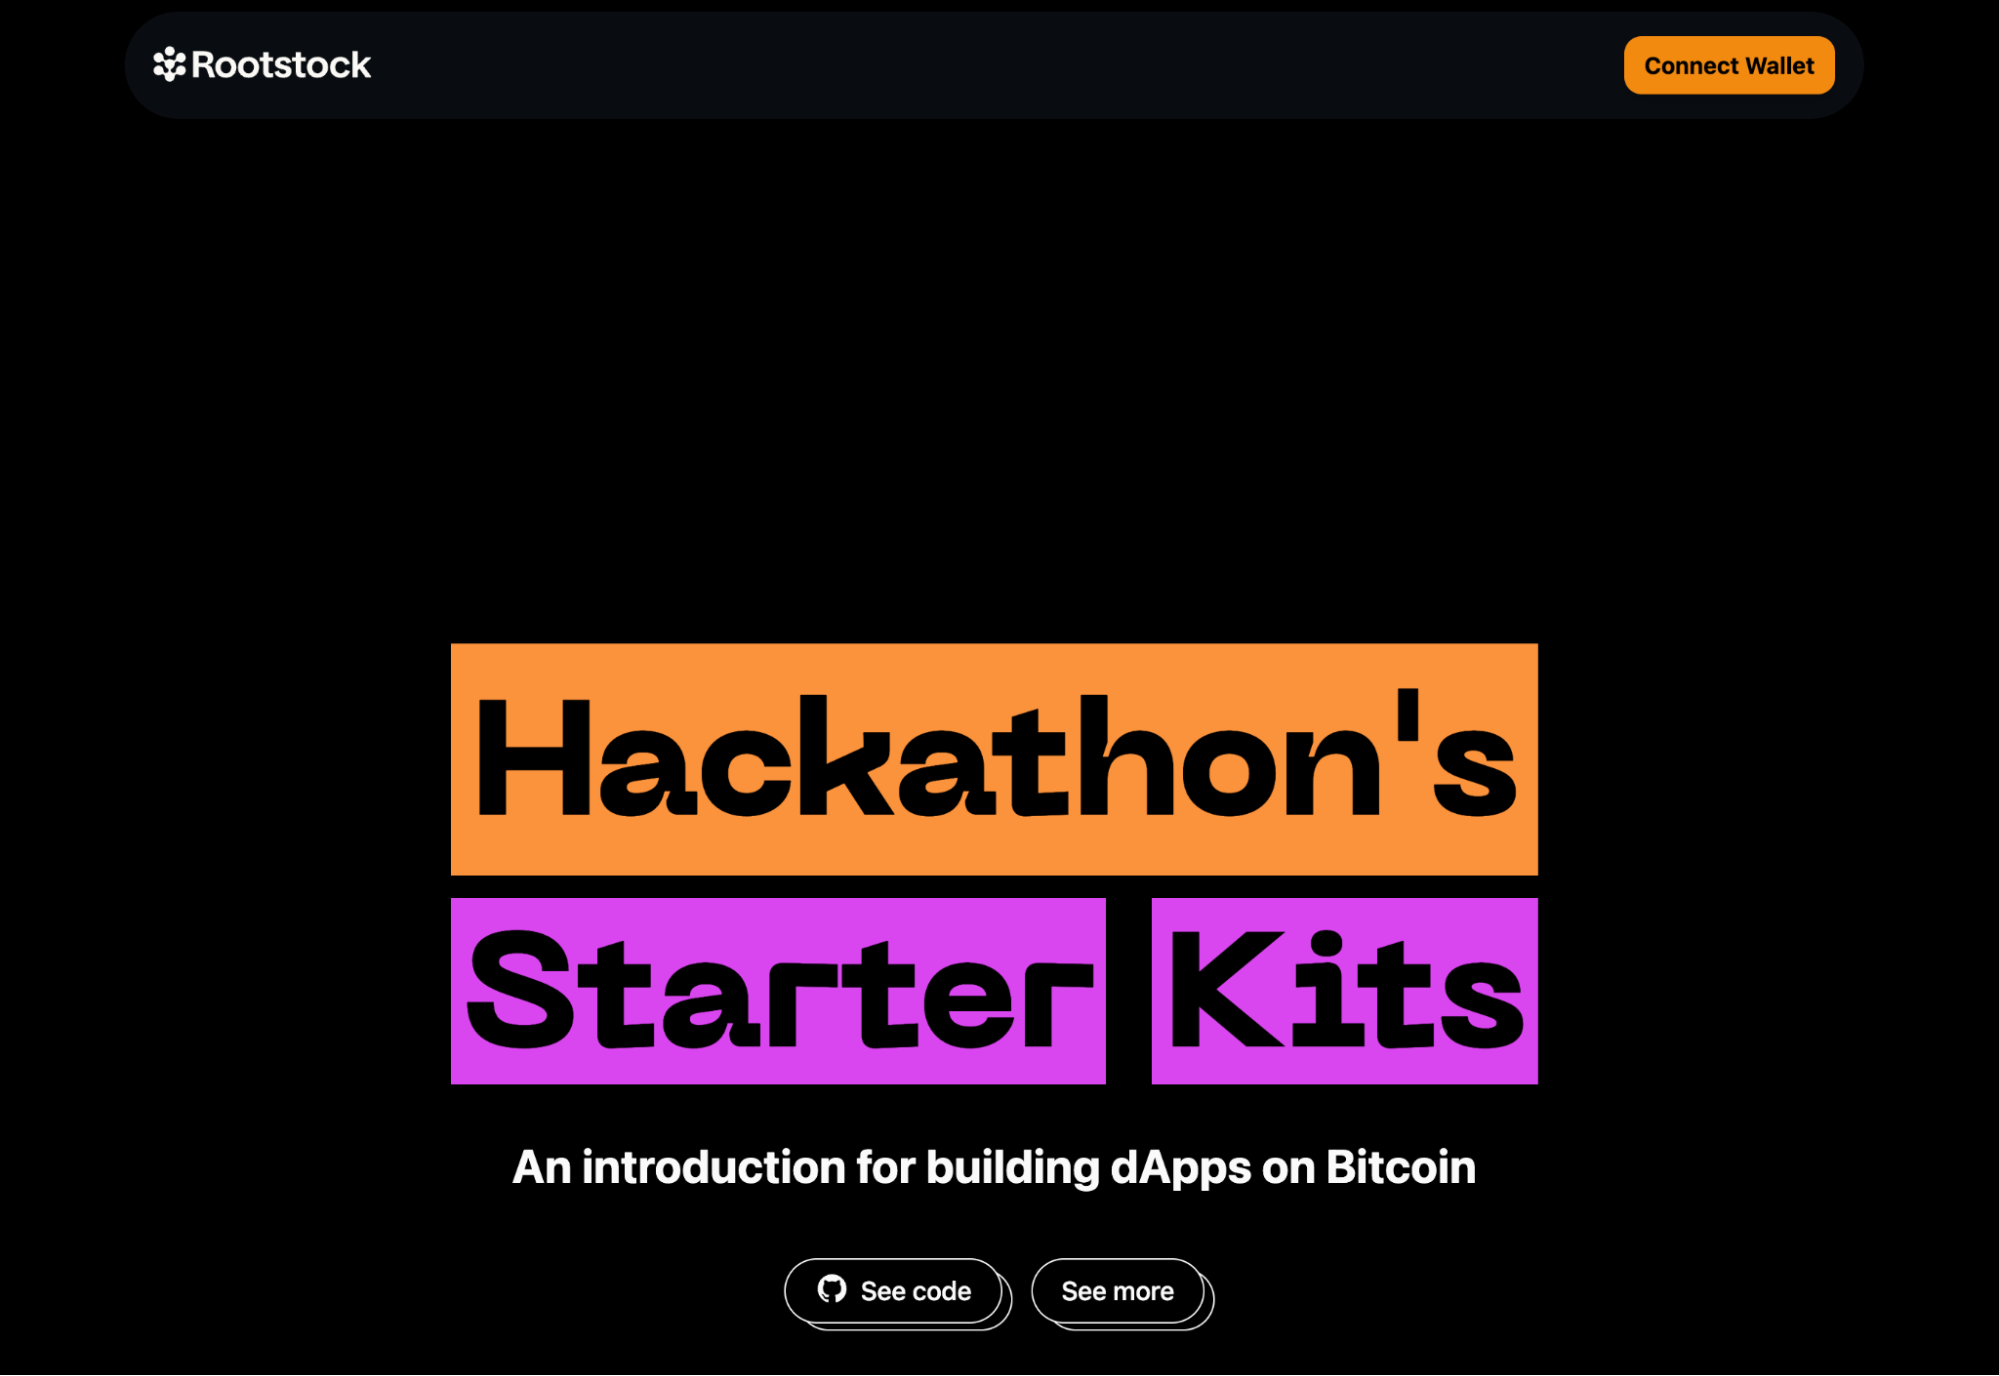 Rootstock
Connect Wallet
Hackathon's
Starter Kits
An introduction for building dApps on Bitcoin
See code
See more